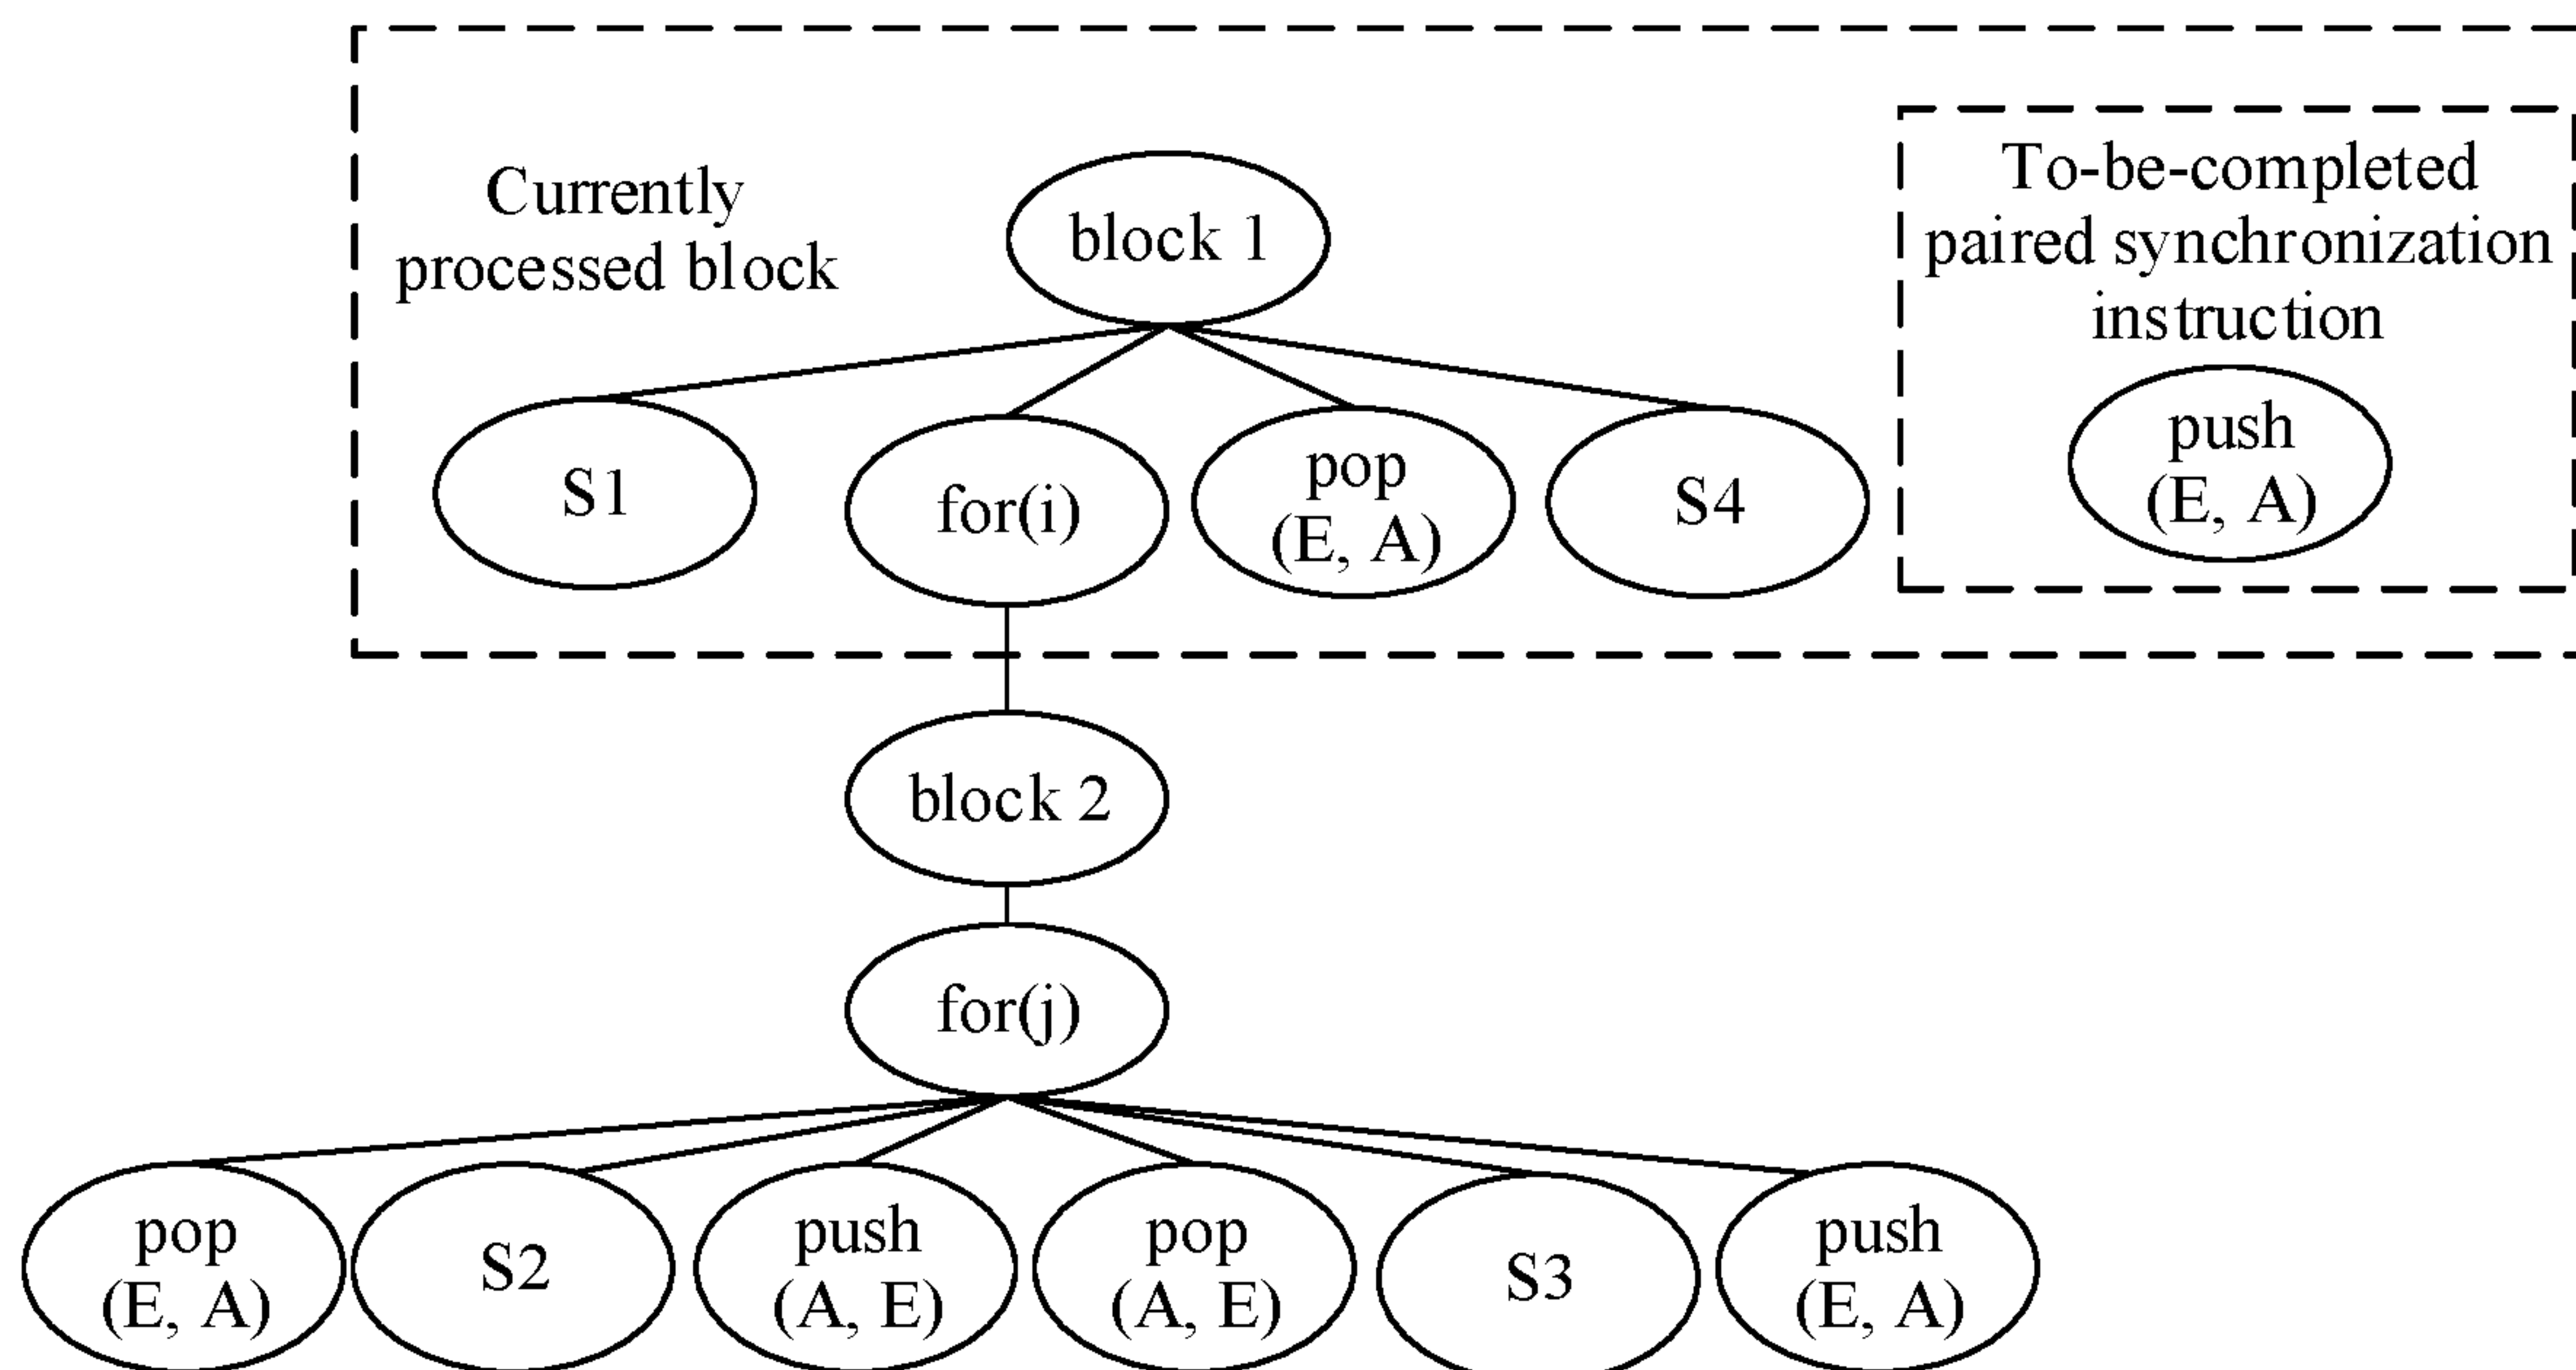 Currently
processed block
block 1
To-be-completed
paired synchronization
instruction
push
(E, A)
S1
for(i)
pop
(E, A)
S4
block 2
for(j)
pop
(E, A)
S2
push
(A, E)
pop
(A, E)
S3
push
(E, A)